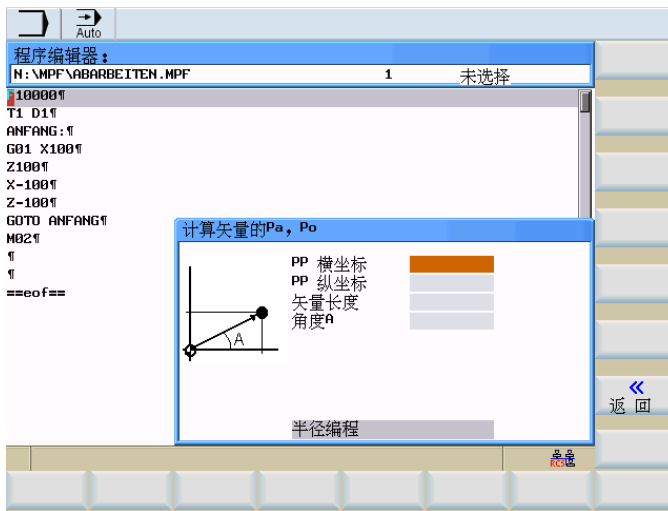 Auto
程序编辑器：
N:\MPF\ABARBEITEN.MPF 1 未选择
F10000¶
T1 D1¶
ANFANG:¶
G01 X100¶
Z100¶
X-100¶
Z-100¶
GOTO ANFANG¶
M02¶
¶
¶
==eof==
计算矢量的Pa，Po
PP 横坐标
PP 纵坐标
矢量长度
角度A
A
半径编程
«
返回
RCS